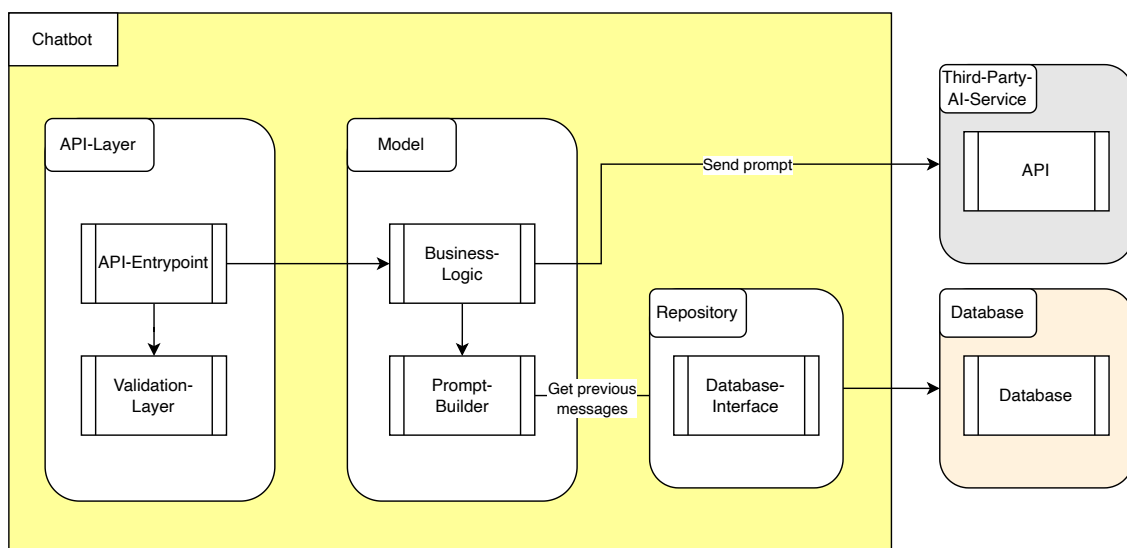 Chatbot
API-Layer
API-Entrypoint
Validation-
Layer
Model
Business-
Logic
Prompt-
Builder
Send prompt
Get previous
messages
Repository
Database-
Interface
Third-Party-
AI-Service
API
Database
Database